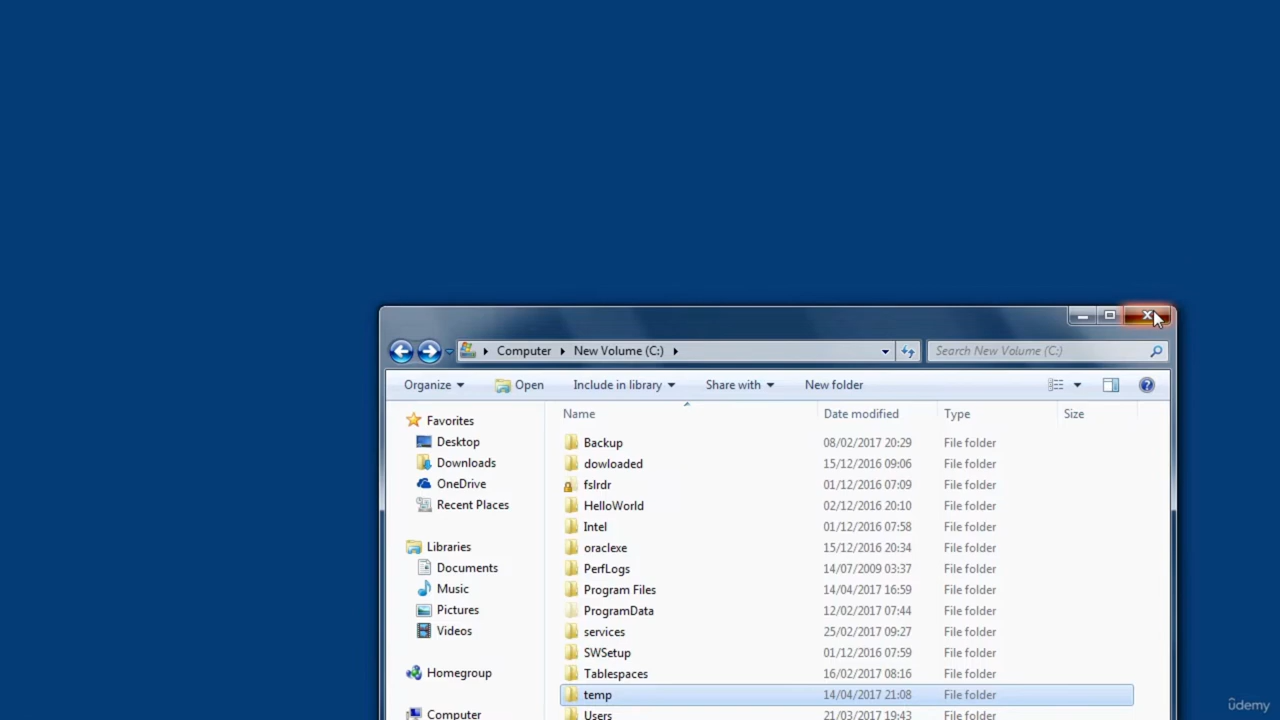 Computer New Volume (C:) Search New Volume (C:)
Organize Open Include in library Share with New folder
Name Date modified Type Size
Favorites
Desktop
Downloads
OneDrive
Recent Places
Libraries
Documents
Music
Pictures
Videos
Homegroup
Computer
Backup 08/02/2017 20:29 File folder
dowloaded 15/12/2016 09:06 File folder
fslrdr 01/12/2016 07:09 File folder
HelloWorld 02/12/2016 20:10 File folder
Intel 01/12/2016 07:58 File folder
oraclexe 15/12/2016 20:34 File folder
PerfLogs 14/07/2009 03:37 File folder
Program Files 14/04/2017 16:59 File folder
ProgramData 12/02/2017 07:44 File folder
services 25/02/2017 09:27 File folder
SWSetup 01/12/2016 07:59 File folder
Tablespaces 16/02/2017 08:16 File folder
temp 14/04/2017 21:08 File folder
Users 21/03/2017 19:43 File folder
ûdemy